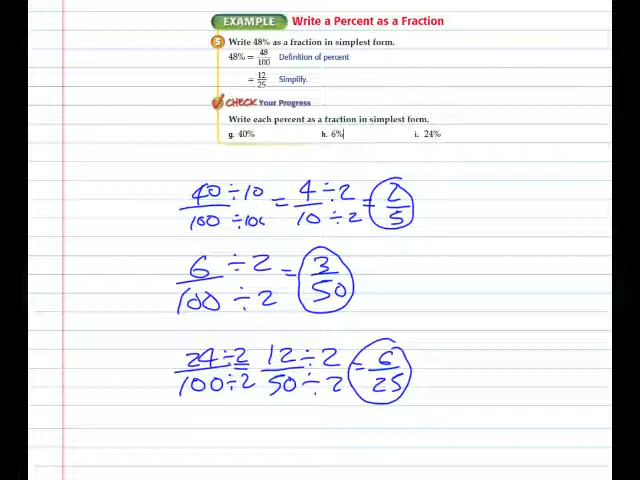 EXAMPLE Write a Percent as a Fraction
5 Write 48% as a fraction in simplest form.
48% = 48/100 Definition of percent
= 12/25 Simplify.
CHECK Your Progress
Write each percent as a fraction in simplest form.
g. 40% h. 6% i. 24%
40÷10/100÷10 = 4÷2/10÷2 = 2/5
6÷2/100÷2 = 3/50
24÷2/100÷2 = 12÷2/50÷2 = 6/25